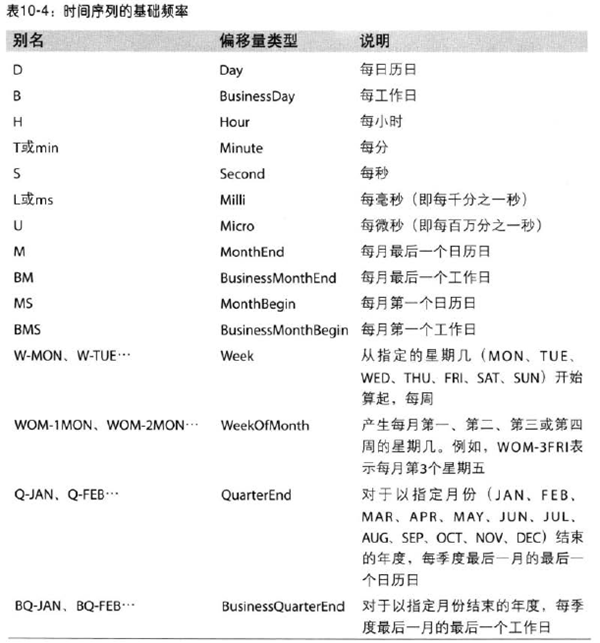 表10-4：时间序列的基础频率
别名 偏移量类型 说明
D Day 每日历日
B BusinessDay 每工作日
H Hour 每小时
T或min Minute 每分
S Second 每秒
L或ms Milli 每毫秒（即每千分之一秒）
U Micro 每微秒（即每百万分之一秒）
M MonthEnd 每月最后一个日历日
BM BusinessMonthEnd 每月最后一个工作日
MS MonthBegin 每月第一个日历日
BMS BusinessMonthBegin 每月第一个工作日
W-MON、W-TUE… Week 从指定的星期几（MON、TUE、
WED、THU、FRI、SAT、SUN）开始
算起，每周
WOM-1MON、WOM-2MON… WeekOfMonth 产生每月第一、第二、第三或第四
周的星期几。例如，WOM-3FRI表
示每月第3个星期五
Q-JAN、Q-FEB… QuarterEnd 对于以指定月份（JAN、FEB、
MAR、APR、MAY、JUN、JUL、
AUG、SEP、OCT、NOV、DEC）结束
的年度，每季度最后一月的最后一
个日历日
BQ-JAN、BQ-FEB… BusinessQuarterEnd 对于以指定月份结束的年度，每季
度最后一月的最后一个工作日